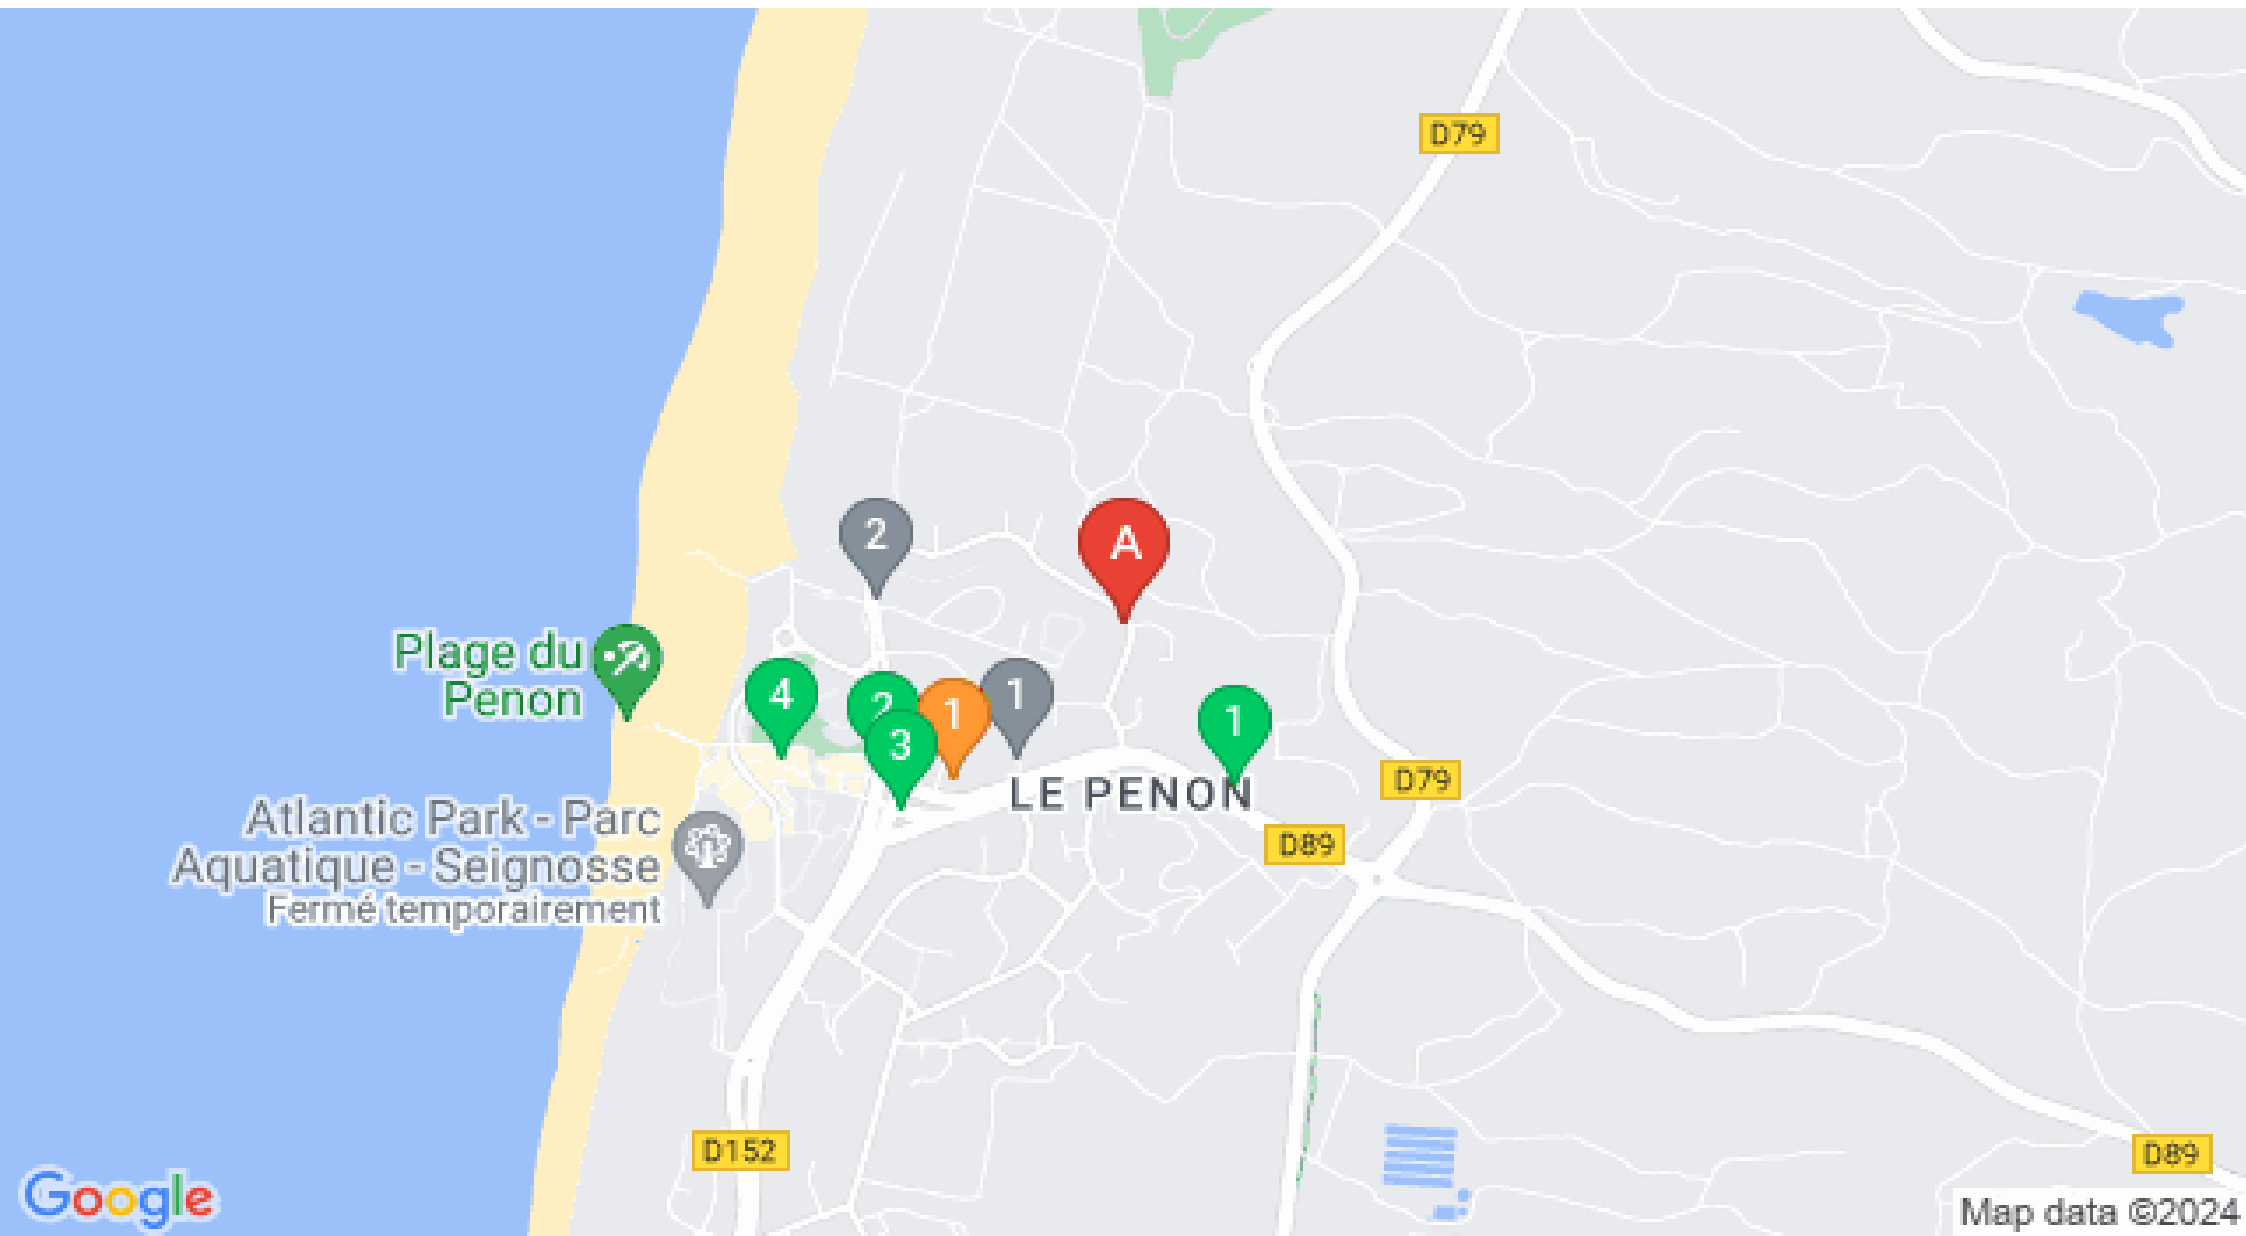 D79
2
A
Plage du
Penon
4
2
1
1
1
3
D79
LE PENON
Atlantic Park - Parc
Aquatique - Seignosse
Fermé temporairement
D89
D152
D89
Google
Map data ©2024